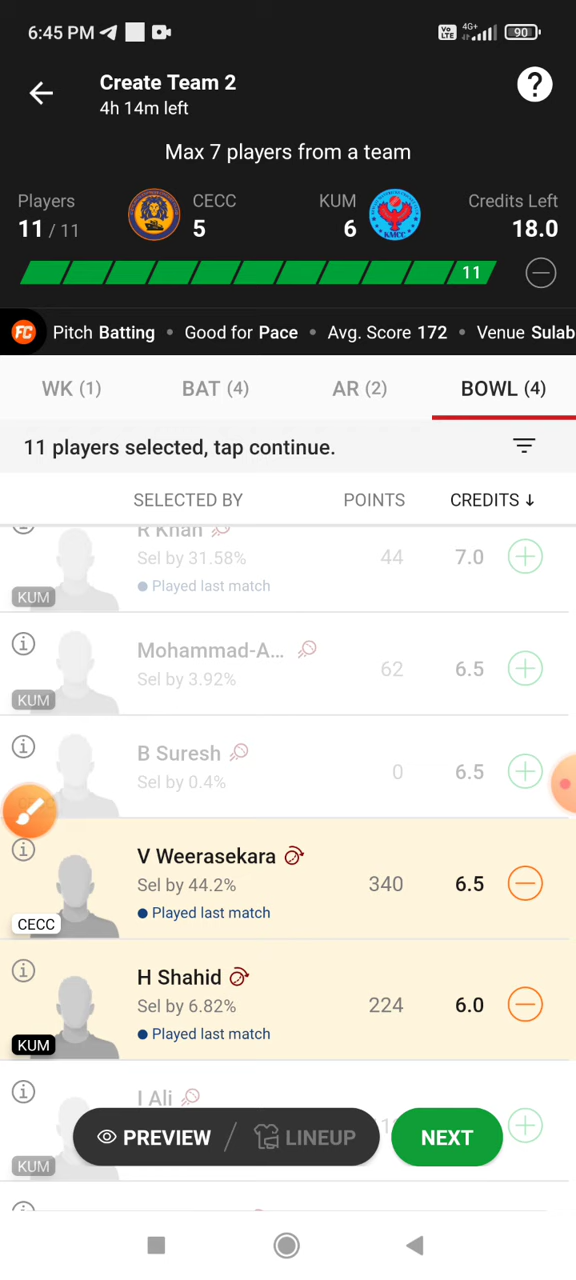 6:45 PM
Vo LTE 4G+ 90
Create Team 2
4h 14m left
?
Max 7 players from a team
Players CECC KUM Credits Left
11 / 11 5 6 18.0
KMCC
11
FC Pitch Batting • Good for Pace • Avg. Score 172 • Venue Sulab
WK (1) BAT (4) AR (2) BOWL (4)
11 players selected, tap continue.
SELECTED BY POINTS CREDITS ↓
R Khan
Sel by 31.58% 44 7.0
Played last match
KUM
Mohammad-A...
Sel by 3.92% 62 6.5
KUM
B Suresh
Sel by 0.4% 0 6.5
V Weerasekara
Sel by 44.2% 340 6.5
Played last match
CECC
H Shahid
Sel by 6.82% 224 6.0
Played last match
KUM
I Ali
PREVIEW / LINEUP NEXT
KUM